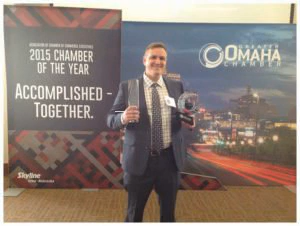 ASSOCIATION OF CHAMBER OF COMMERCE EXECUTIVES
2015 CHAMBER
OF THE YEAR
ACCOMPLISHED -
TOGETHER.
Skyline
GREATER
OMAHA
CHAMBER